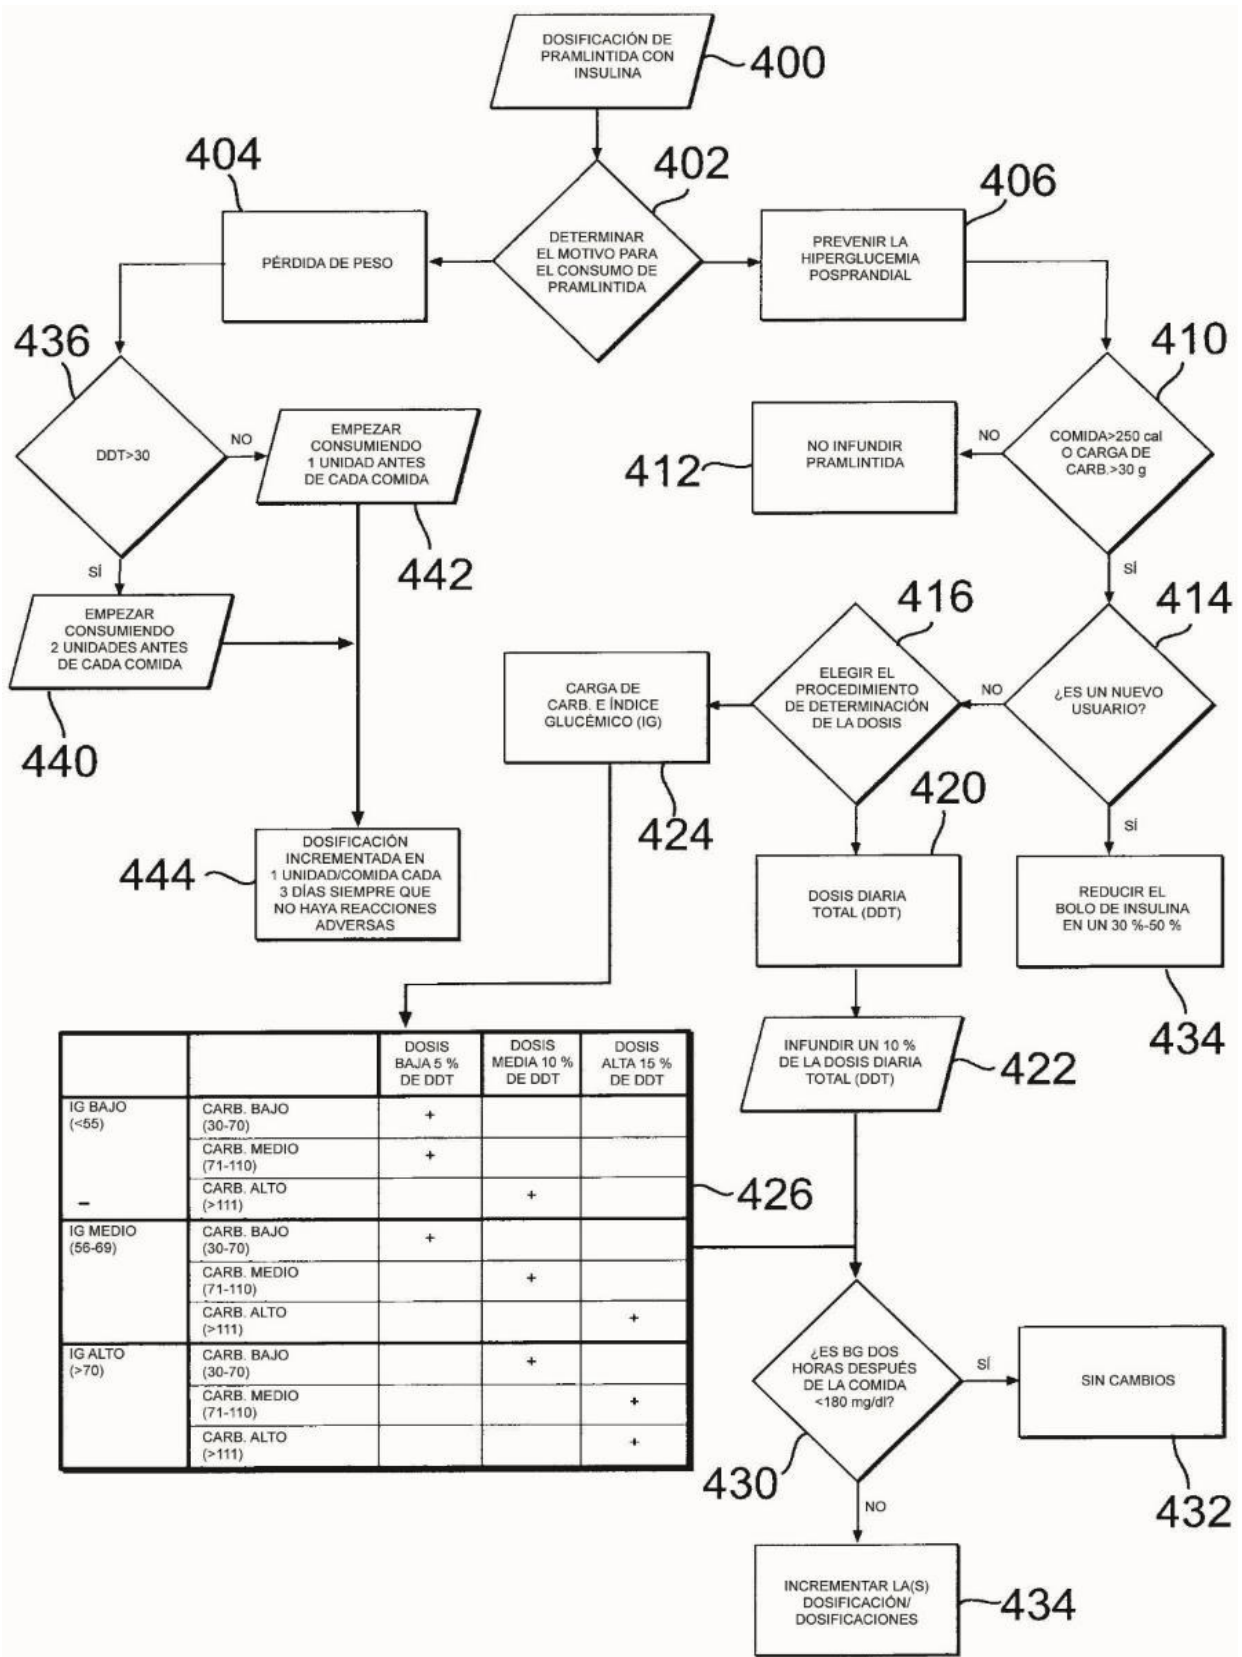 DOSIFICACIÓN DE
PRAMLINTIDA CON
INSULINA
400
402
DETERMINAR
EL MOTIVO PARA
EL CONSUMO DE
PRAMLINTIDA
404
PÉRDIDA DE PESO
406
PREVENIR LA
HIPERGLUCEMIA
POSPRANDIAL
436
DDT>30
NO
EMPEZAR
CONSUMIENDO
1 UNIDAD ANTES
DE CADA COMIDA
442
SÍ
EMPEZAR
CONSUMIENDO
2 UNIDADES ANTES
DE CADA COMIDA
440
444
DOSIFICACIÓN
INCREMENTADA EN
1 UNIDAD/COMIDA CADA
3 DÍAS SIEMPRE QUE
NO HAYA REACCIONES
ADVERSAS
410
COMIDA>250 cal
O CARGA DE
CARB.>30 g
NO
NO INFUNDIR
PRAMLINTIDA
412
SÍ
414
¿ES UN NUEVO
USUARIO?
NO
416
ELEGIR EL
PROCEDIMIENTO
DE DETERMINACIÓN
DE LA DOSIS
CARGA DE
CARB. E ÍNDICE
GLUCÉMICO (IG)
424
SÍ
REDUCIR EL
BOLO DE INSULINA
EN UN 30 %-50 %
434
420
DOSIS DIARIA
TOTAL (DDT)
INFUNDIR UN 10 %
DE LA DOSIS DIARIA
TOTAL (DDT)
422
DOSIS
BAJA 5 %
DE DDT
DOSIS
MEDIA 10 %
DE DDT
DOSIS
ALTA 15 %
DE DDT
IG BAJO
(<55)
–
CARB. BAJO
(30-70)
+
CARB. MEDIO
(71-110)
+
CARB. ALTO
(>111)
+
426
IG MEDIO
(56-69)
CARB. BAJO
(30-70)
+
CARB. MEDIO
(71-110)
+
CARB. ALTO
(>111)
+
IG ALTO
(>70)
CARB. BAJO
(30-70)
+
CARB. MEDIO
(71-110)
+
CARB. ALTO
(>111)
+
¿ES BG DOS
HORAS DESPUÉS
DE LA COMIDA
<180 mg/dl?
430
SÍ
SIN CAMBIOS
432
NO
INCREMENTAR LA(S)
DOSIFICACIÓN/
DOSIFICACIONES
434